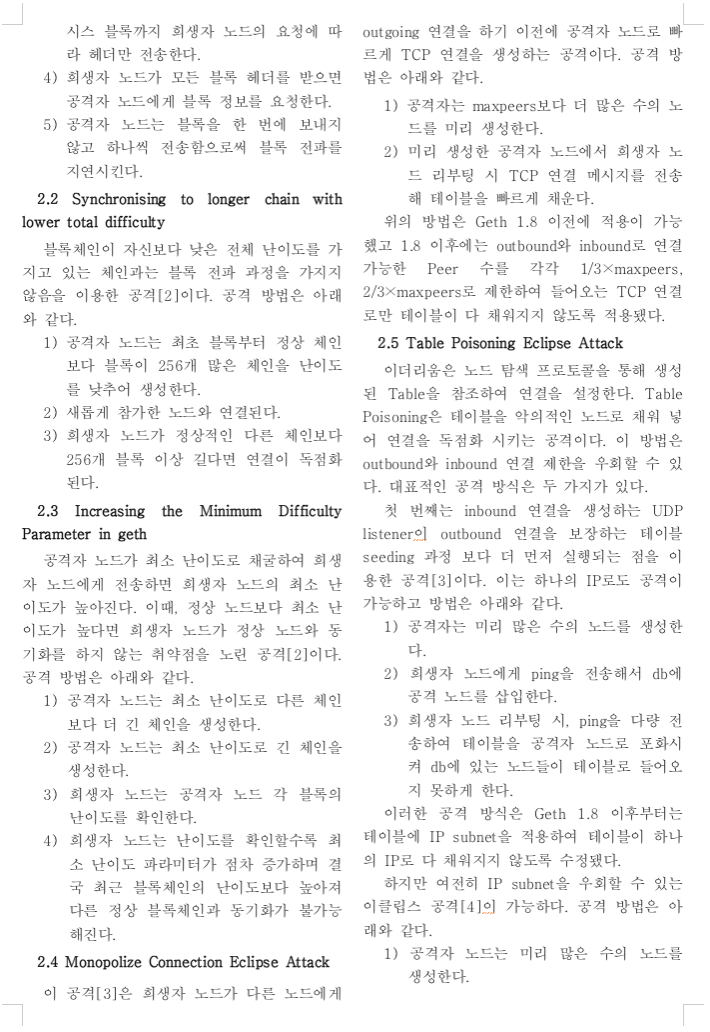 시스 블록까지 희생자 노드의 요청에 따
라 헤더만 전송한다.
4) 희생자 노드가 모든 블록 헤더를 받으면
공격자 노드에게 블록 정보를 요청한다.
5) 공격자 노드는 블록을 한 번에 보내지
않고 하나씩 전송함으로써 블록 전파를
지연시킨다.
2.2 Synchronising to longer chain with
lower total difficulty
블록체인이 자신보다 낮은 전체 난이도를 가
지고 있는 체인과는 블록 전파 과정을 가지지
않음을 이용한 공격[2]이다. 공격 방법은 아래
와 같다.
1) 공격자 노드는 최초 블록부터 정상 체인
보다 블록이 256개 많은 체인을 난이도
를 낮추어 생성한다.
2) 새롭게 참가한 노드와 연결된다.
3) 희생자 노드가 정상적인 다른 체인보다
256개 블록 이상 길다면 연결이 독점화
된다.
2.3 Increasing the Minimum Difficulty
Parameter in geth
공격자 노드가 최소 난이도로 채굴하여 희생
자 노드에게 전송하면 희생자 노드의 최소 난
이도가 높아진다. 이때, 정상 노드보다 최소 난
이도가 높다면 희생자 노드가 정상 노드와 동
기화를 하지 않는 취약점을 노린 공격[2]이다.
공격 방법은 아래와 같다.
1) 공격자 노드는 최소 난이도로 다른 체인
보다 더 긴 체인을 생성한다.
2) 공격자 노드는 최소 난이도로 긴 체인을
생성한다.
3) 희생자 노드는 공격자 노드 각 블록의
난이도를 확인한다.
4) 희생자 노드는 난이도를 확인할수록 최
소 난이도 파라미터가 점차 증가하며 결
국 최근 블록체인의 난이도보다 높아져
다른 정상 블록체인과 동기화가 불가능
해진다.
2.4 Monopolize Connection Eclipse Attack
이 공격[3]은 희생자 노드가 다른 노드에게
outgoing 연결을 하기 이전에 공격자 노드로 빠
르게 TCP 연결을 생성하는 공격이다. 공격 방
법은 아래와 같다.
1) 공격자는 maxpeers보다 더 많은 수의 노
드를 미리 생성한다.
2) 미리 생성한 공격자 노드에서 희생자 노
드 리부팅 시 TCP 연결 메시지를 전송
해 테이블을 빠르게 채운다.
위의 방법은 Geth 1.8 이전에 적용이 가능
했고 1.8 이후에는 outbound와 inbound로 연결
가능한 Peer 수를 각각 1/3×maxpeers,
2/3×maxpeers로 제한하여 들어오는 TCP 연결
로만 테이블이 다 채워지지 않도록 적용됐다.
2.5 Table Poisoning Eclipse Attack
이더리움은 노드 탐색 프로토콜을 통해 생성
된 Table을 참조하여 연결을 설정한다. Table
Poisoning은 테이블을 악의적인 노드로 채워 넣
어 연결을 독점화 시키는 공격이다. 이 방법은
outbound와 inbound 연결 제한을 우회할 수 있
다. 대표적인 공격 방식은 두 가지가 있다.
첫 번째는 inbound 연결을 생성하는 UDP
listener이 outbound 연결을 보장하는 테이블
seeding 과정 보다 더 먼저 실행되는 점을 이
용한 공격[3]이다. 이는 하나의 IP로도 공격이
가능하고 방법은 아래와 같다.
1) 공격자는 미리 많은 수의 노드를 생성한
다.
2) 희생자 노드에게 ping을 전송해서 db에
공격 노드를 삽입한다.
3) 희생자 노드 리부팅 시, ping을 다량 전
송하여 테이블을 공격자 노드로 포화시
켜 db에 있는 노드들이 테이블로 들어오
지 못하게 한다.
이러한 공격 방식은 Geth 1.8 이후부터는
테이블에 IP subnet을 적용하여 테이블이 하나
의 IP로 다 채워지지 않도록 수정됐다.
하지만 여전히 IP subnet을 우회할 수 있는
이클립스 공격[4]이 가능하다. 공격 방법은 아
래와 같다.
1) 공격자 노드는 미리 많은 수의 노드를
생성한다.